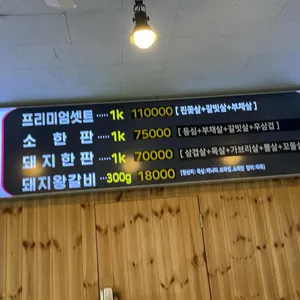 프리미엄셋트 ····· 1k 110000 [ 진꽃살+갈빗살+부채살 ]
소 한 판 ····· 1k 75000 [ 등심+부채살+갈빗살+우삼겹 ]
돼 지 한 판 ····· 1k 70000 [ 삼겹살+목살+가브리살+뽈살+꼬들살
돼지왕갈비 ··· 300g 18000